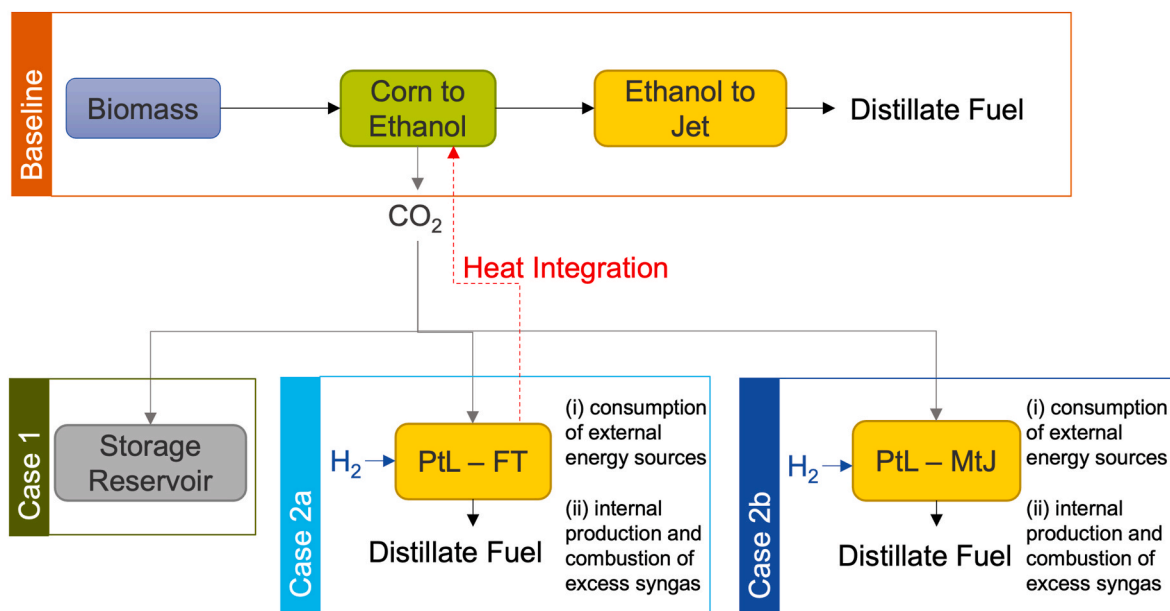 Baseline
Biomass
Corn to
Ethanol
Ethanol to
Jet
Distillate Fuel
CO₂
Heat Integration
Case 1
Storage
Reservoir
Case 2a
H₂
PtL – FT
Distillate Fuel
(i) consumption
of external
energy sources
(ii) internal
production and
combustion of
excess syngas
Case 2b
H₂
PtL – MtJ
Distillate Fuel
(i) consumption
of external
energy sources
(ii) internal
production and
combustion of
excess syngas